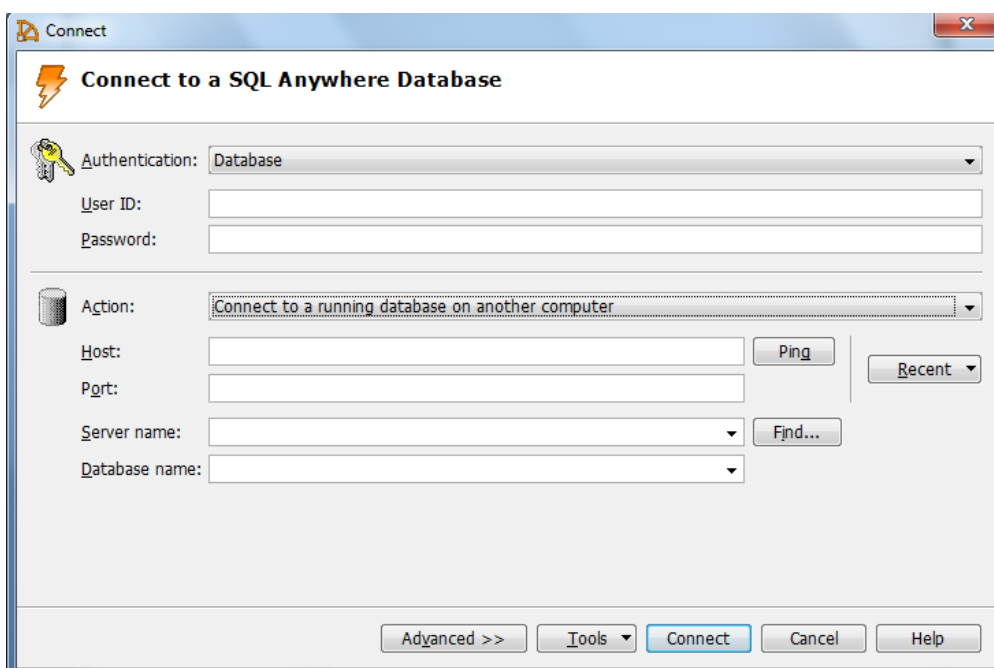 Connect
x
Connect to a SQL Anywhere Database
Authentication: Database
User ID:
Password:
Action: Connect to a running database on another computer
Host: Ping
Recent
Port:
Server name: Find...
Database name:
Advanced >> Tools Connect Cancel Help